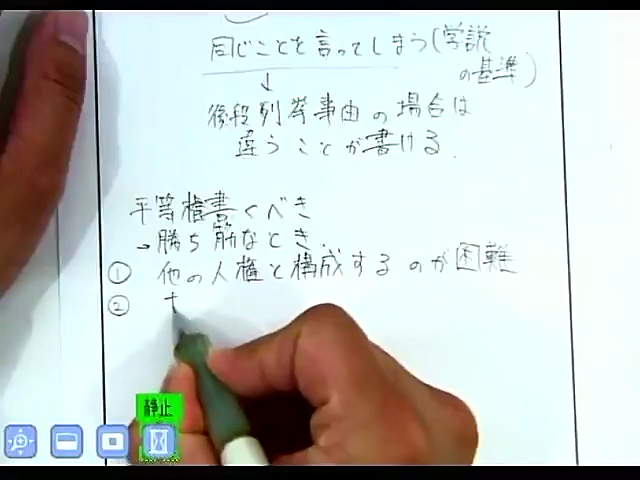 同じことを言ってしまう(学説
の基準)
↓
後段列挙事由の場合は
違うことが書ける.
平等権書くべき
→勝ち筋なとき.
① 他の人権と構成するのが困難
②
静止